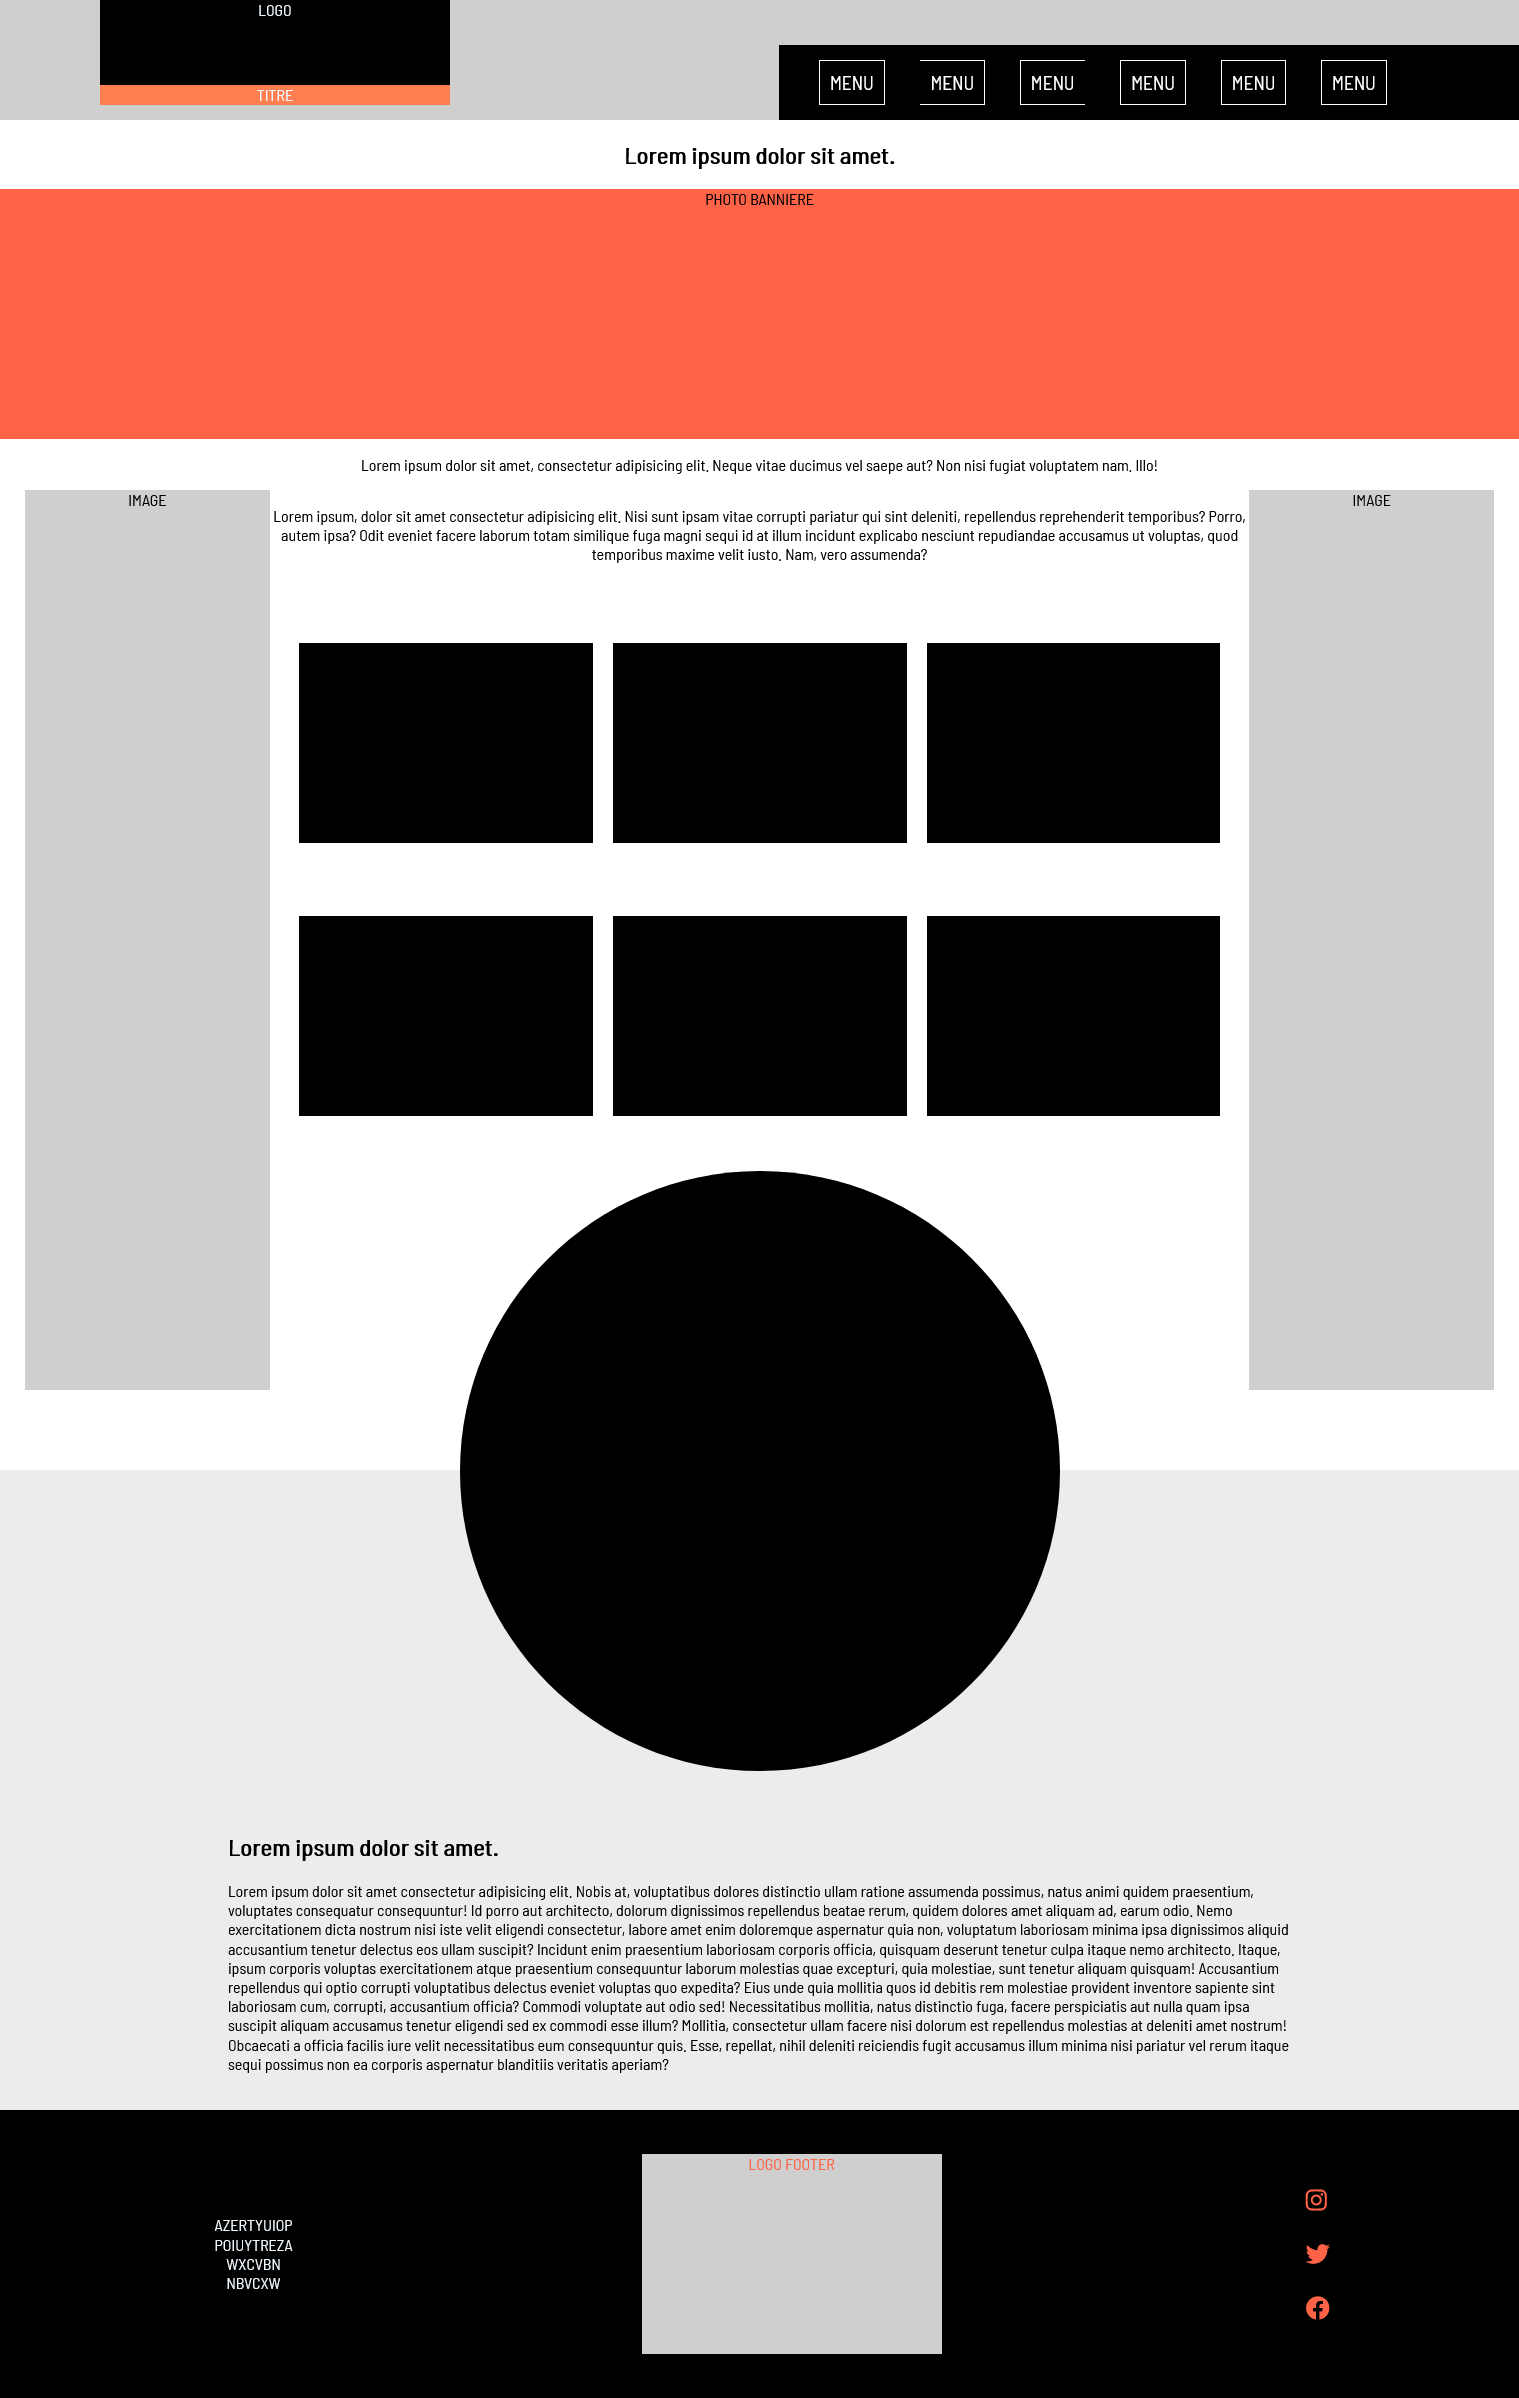 LOGO
TITRE
MENU MENU MENU MENU MENU MENU
Lorem ipsum dolor sit amet.
PHOTO BANNIERE
Lorem ipsum dolor sit amet, consectetur adipisicing elit. Neque vitae ducimus vel saepe aut? Non nisi fugiat voluptatem nam. Illo!
IMAGE
Lorem ipsum, dolor sit amet consectetur adipisicing elit. Nisi sunt ipsam vitae corrupti pariatur qui sint deleniti, repellendus reprehenderit temporibus? Porro,
autem ipsa? Odit eveniet facere laborum totam similique fuga magni sequi id at illum incidunt explicabo nesciunt repudiandae accusamus ut voluptas, quod
temporibus maxime velit iusto. Nam, vero assumenda?
IMAGE
Lorem ipsum dolor sit amet.
Lorem ipsum dolor sit amet consectetur adipisicing elit. Nobis at, voluptatibus dolores distinctio ullam ratione assumenda possimus, natus animi quidem praesentium,
voluptates consequatur consequuntur! Id porro aut architecto, dolorum dignissimos repellendus beatae rerum, quidem dolores amet aliquam ad, earum odio. Nemo
exercitationem dicta nostrum nisi iste velit eligendi consectetur, labore amet enim doloremque aspernatur quia non, voluptatum laboriosam minima ipsa dignissimos aliquid
accusantium tenetur delectus eos ullam suscipit? Incidunt enim praesentium laboriosam corporis officia, quisquam deserunt tenetur culpa itaque nemo architecto. Itaque,
ipsum corporis voluptas exercitationem atque praesentium consequuntur laborum molestias quae excepturi, quia molestiae, sunt tenetur aliquam quisquam! Accusantium
repellendus qui optio corrupti voluptatibus delectus eveniet voluptas quo expedita? Eius unde quia mollitia quos id debitis rem molestiae provident inventore sapiente sint
laboriosam cum, corrupti, accusantium officia? Commodi voluptate aut odio sed! Necessitatibus mollitia, natus distinctio fuga, facere perspiciatis aut nulla quam ipsa
suscipit aliquam accusamus tenetur eligendi sed ex commodi esse illum? Mollitia, consectetur ullam facere nisi dolorum est repellendus molestias at deleniti amet nostrum!
Obcaecati a officia facilis iure velit necessitatibus eum consequuntur quis. Esse, repellat, nihil deleniti reiciendis fugit accusamus illum minima nisi pariatur vel rerum itaque
sequi possimus non ea corporis aspernatur blanditiis veritatis aperiam?
AZERTYUIOP
POIUYTREZA
WXCVBN
NBVCXW
LOGO FOOTER